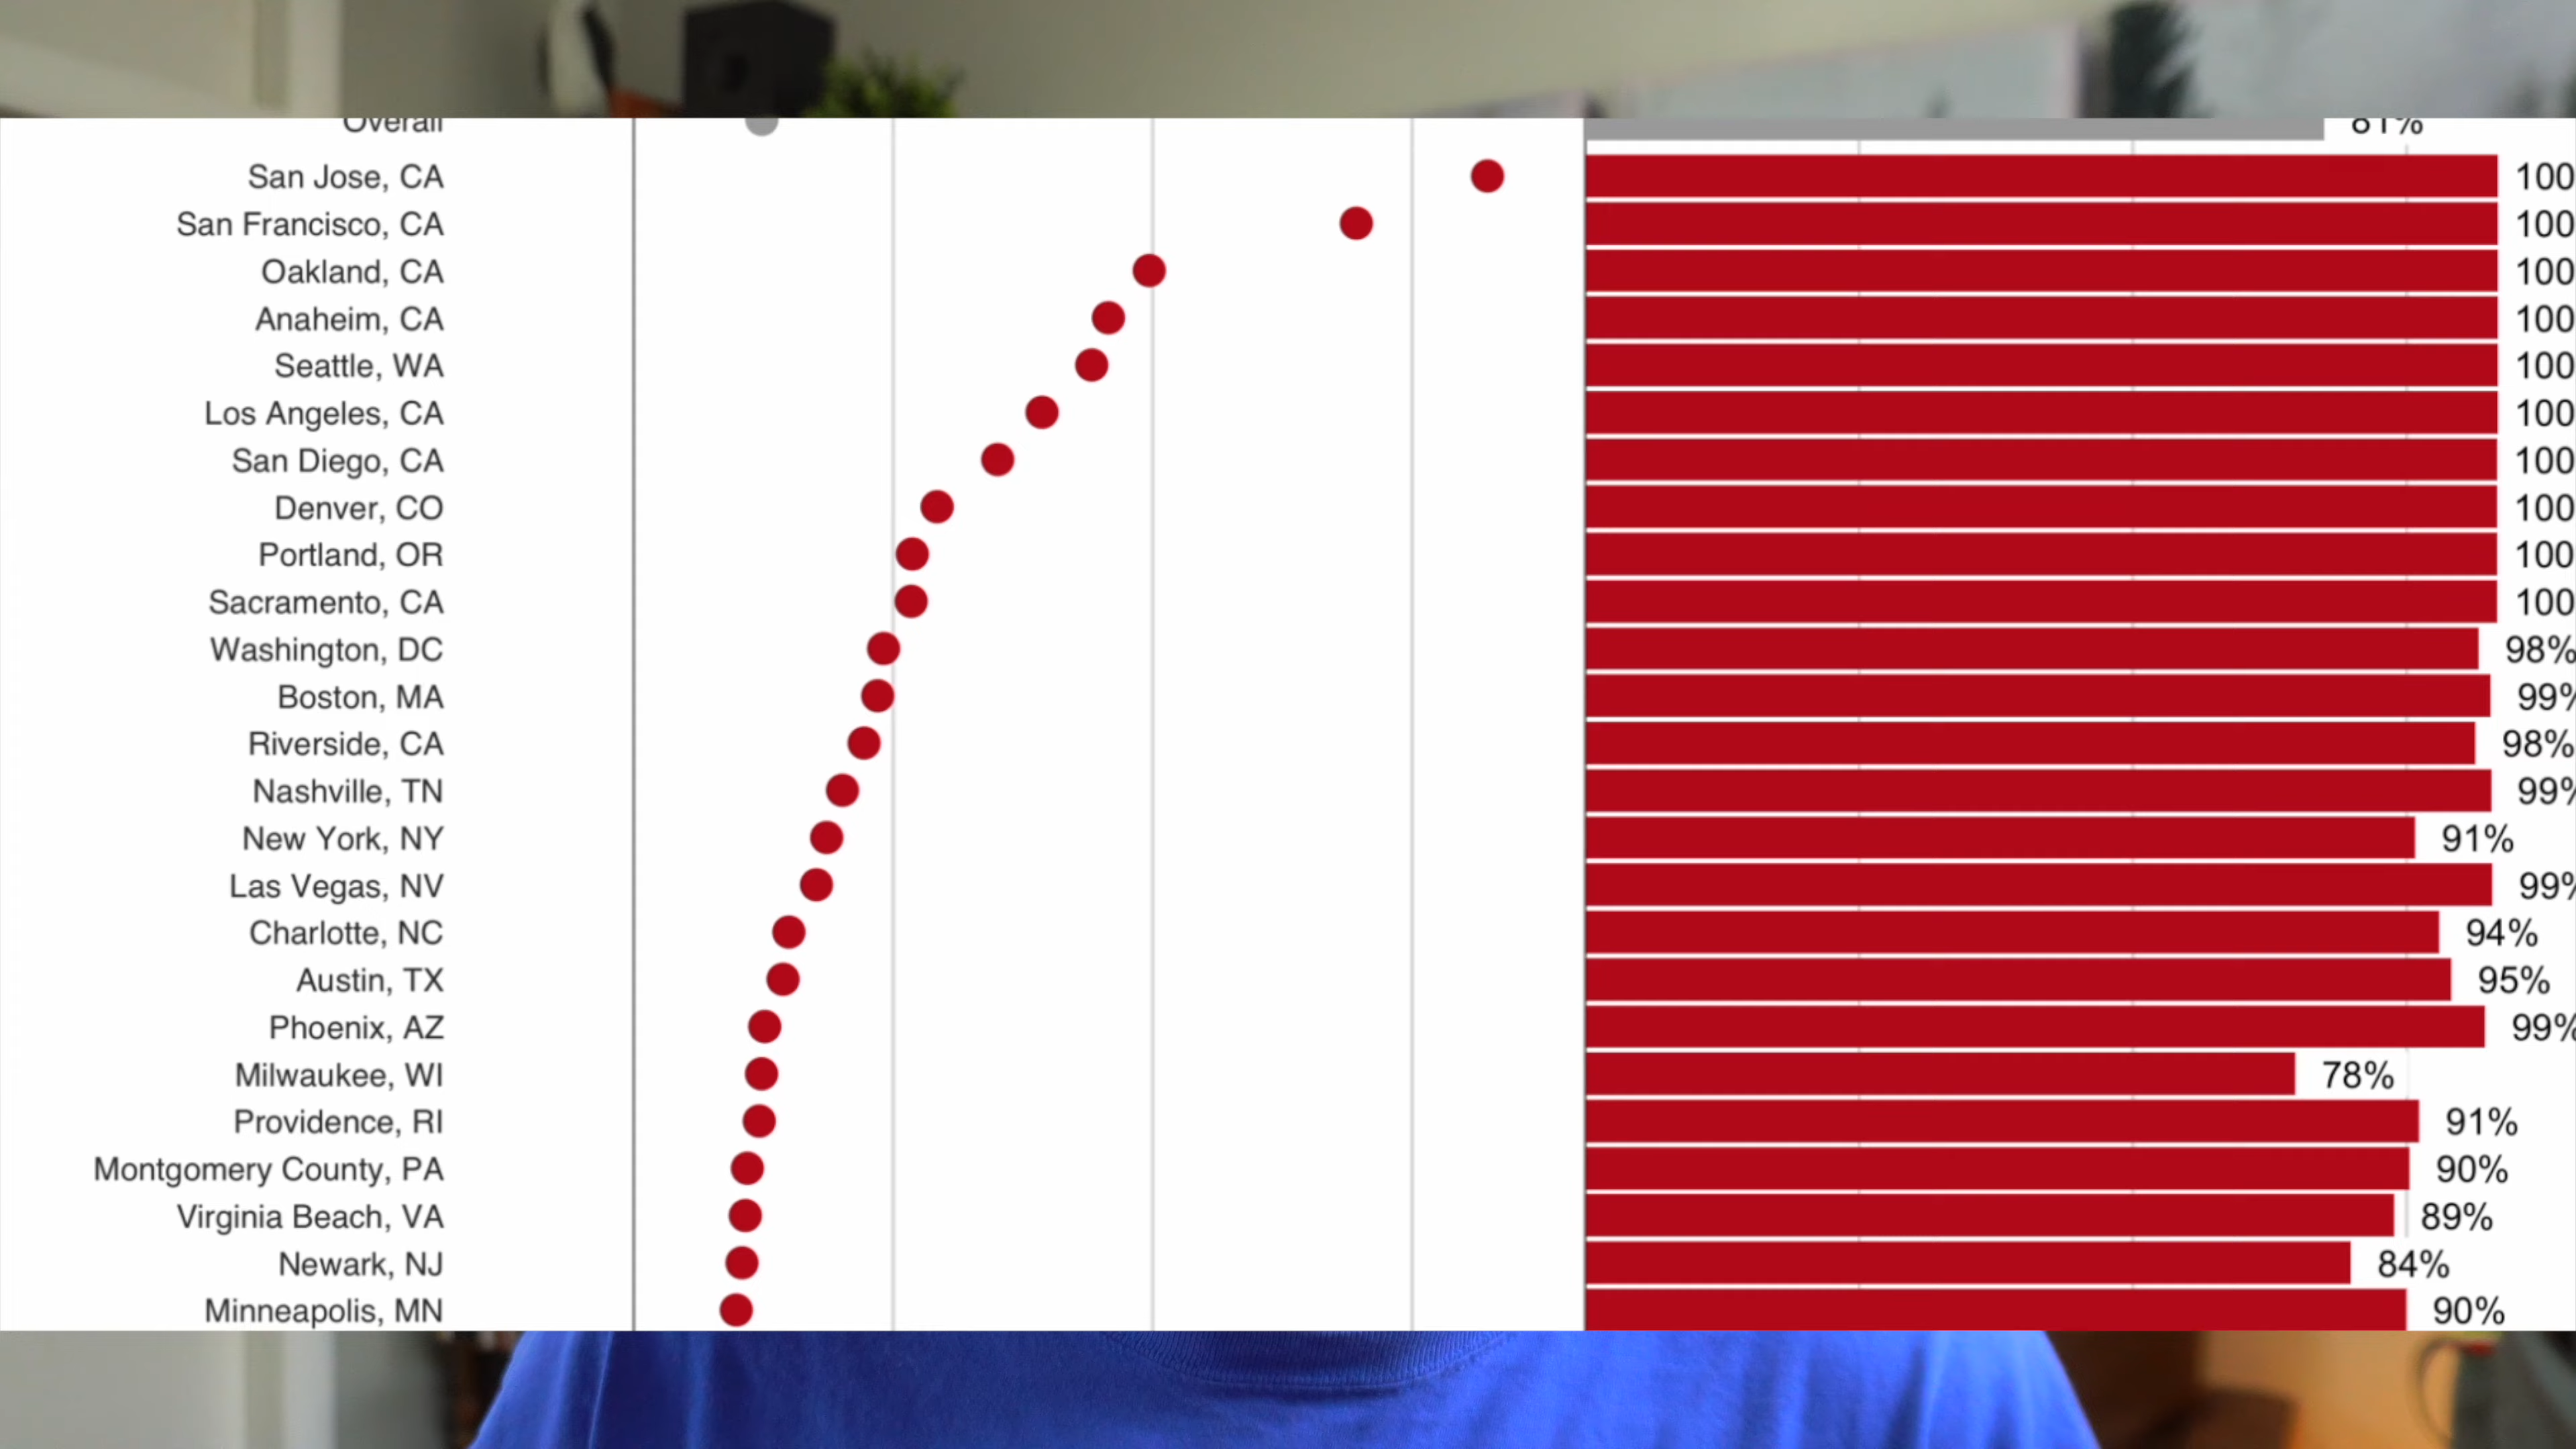 Overall 81%
San Jose, CA 100
San Francisco, CA 100
Oakland, CA 100
Anaheim, CA 100
Seattle, WA 100
Los Angeles, CA 100
San Diego, CA 100
Denver, CO 100
Portland, OR 100
Sacramento, CA 100
Washington, DC 98%
Boston, MA 99%
Riverside, CA 98%
Nashville, TN 99%
New York, NY 91%
Las Vegas, NV 99%
Charlotte, NC 94%
Austin, TX 95%
Phoenix, AZ 99%
Milwaukee, WI 78%
Providence, RI 91%
Montgomery County, PA 90%
Virginia Beach, VA 89%
Newark, NJ 84%
Minneapolis, MN 90%